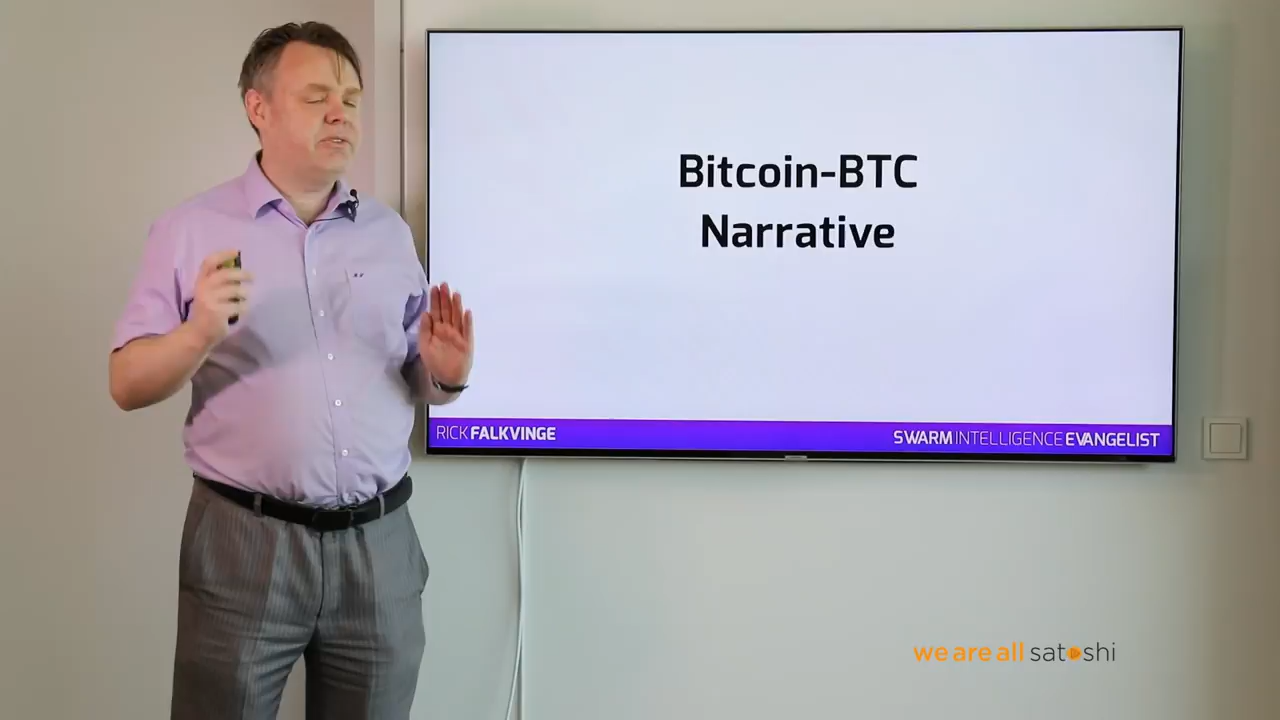 Bitcoin-BTC
Narrative
RICK FALKVINGE
SWARM INTELLIGENCE EVANGELIST
we are all satoshi